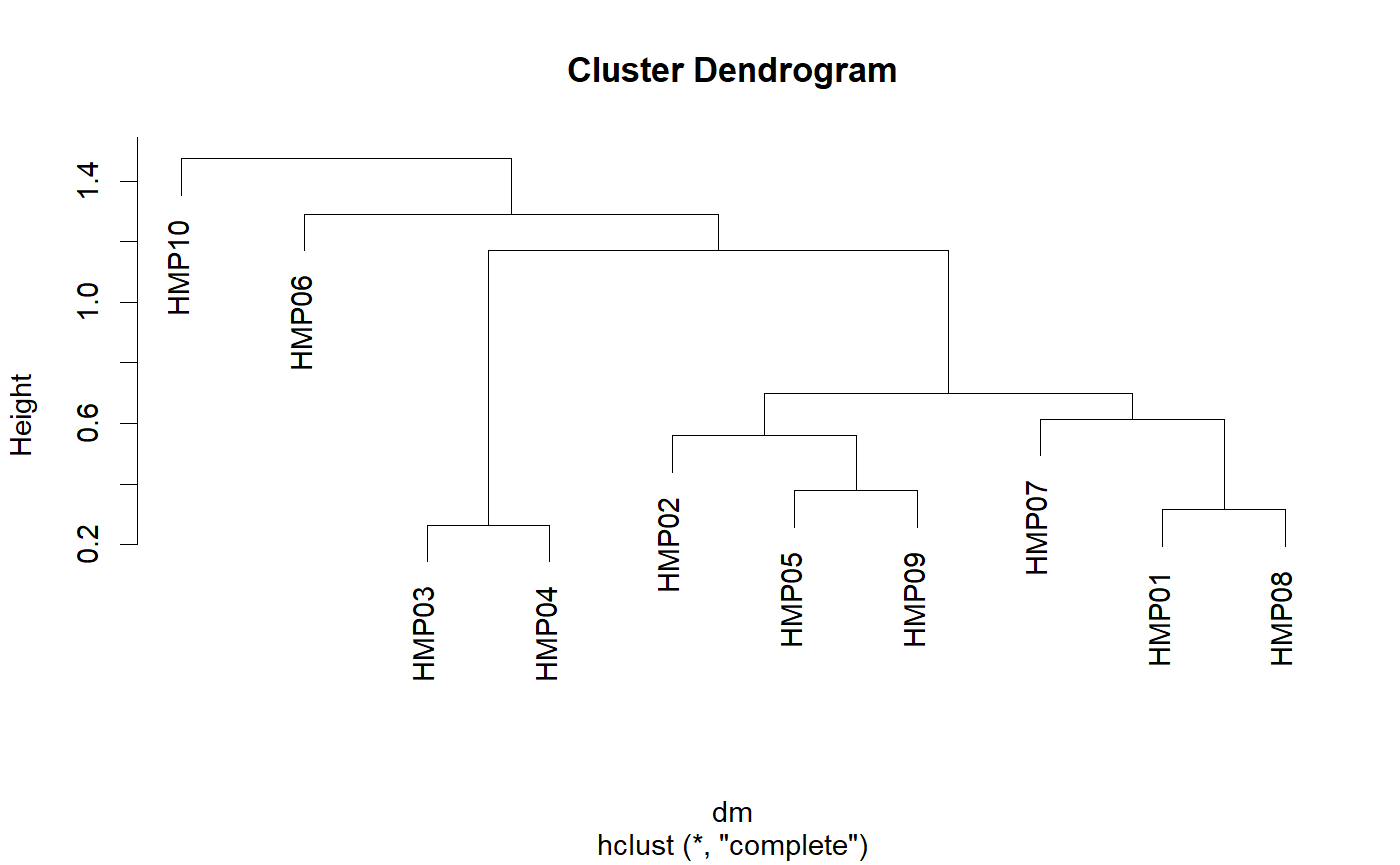 Cluster Dendrogram
Height
1.4
1.0
0.6
0.2
HMP10
HMP06
HMP03
HMP04
HMP02
HMP05
HMP09
HMP07
HMP01
HMP08
dm
hclust (*, "complete")